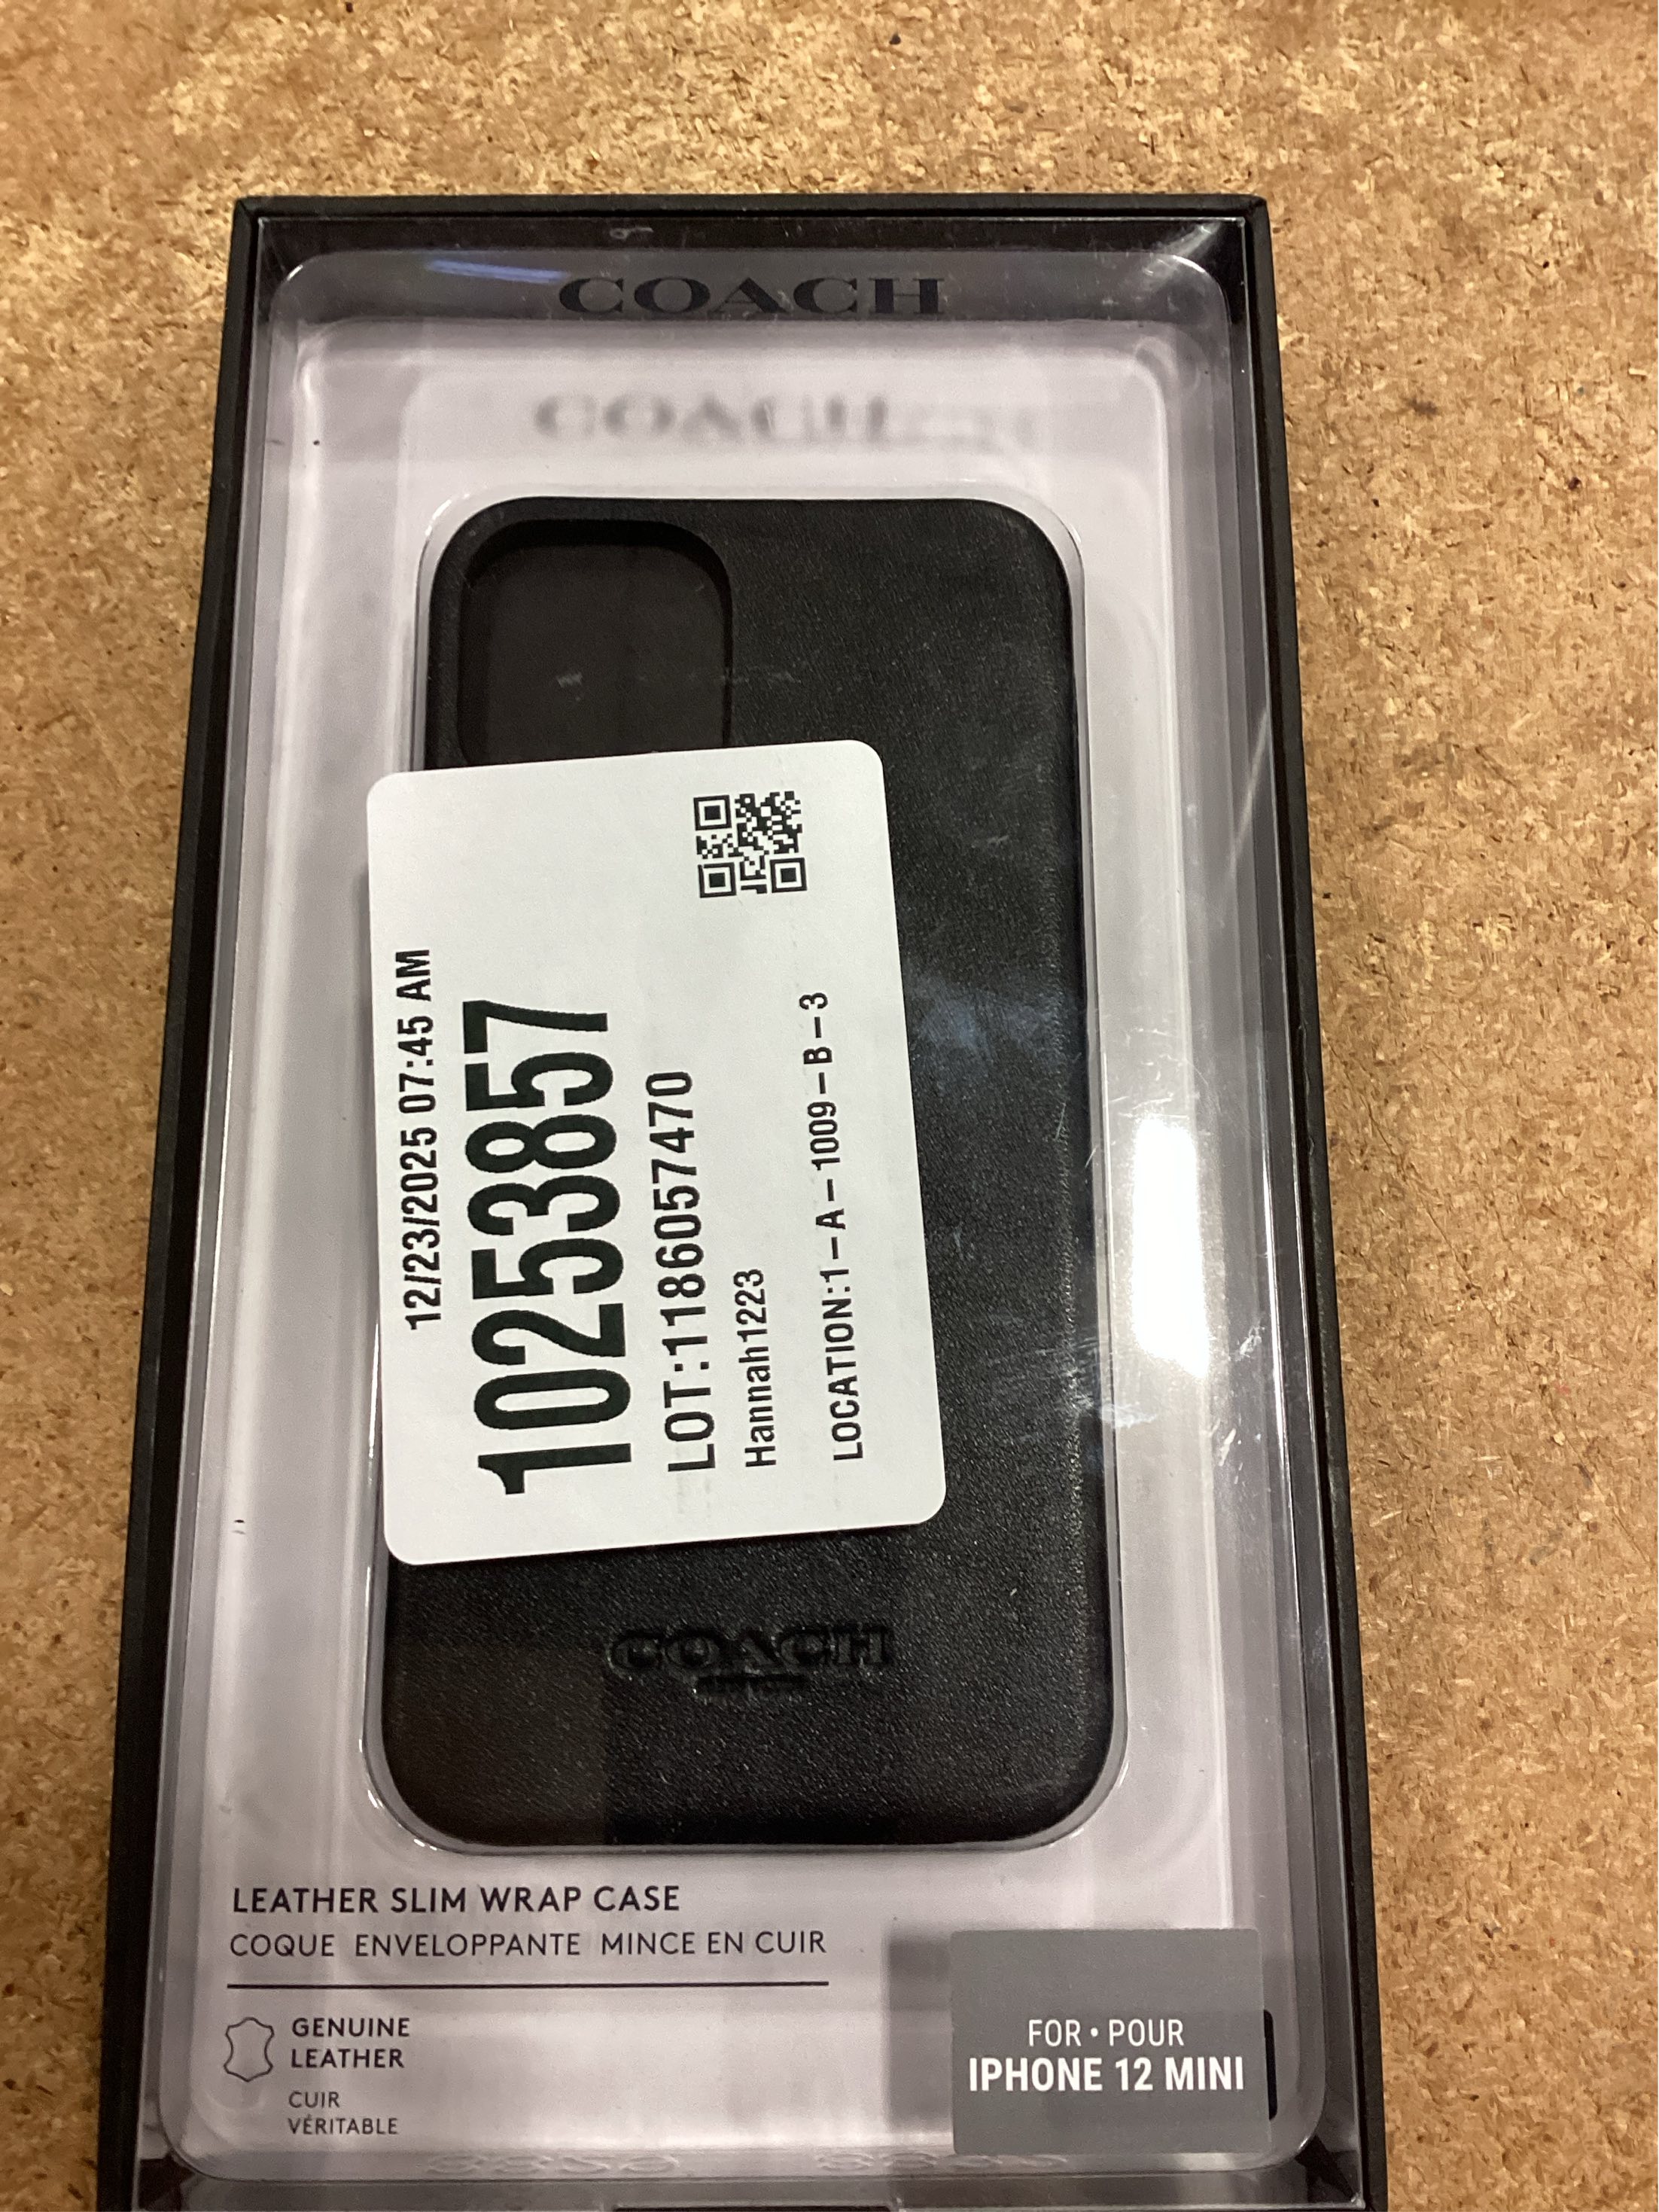 COACH
COACH
12/23/2025 07:45 AM
10253857
LOT:1186057470
Hannah1223
LOCATION:1-A-1009-B-3
COACH
LEATHER SLIM WRAP CASE
COQUE ENVELOPPANTE MINCE EN CUIR
GENUINE
LEATHER
CUIR
VÉRITABLE
FOR • POUR
IPHONE 12 MINI